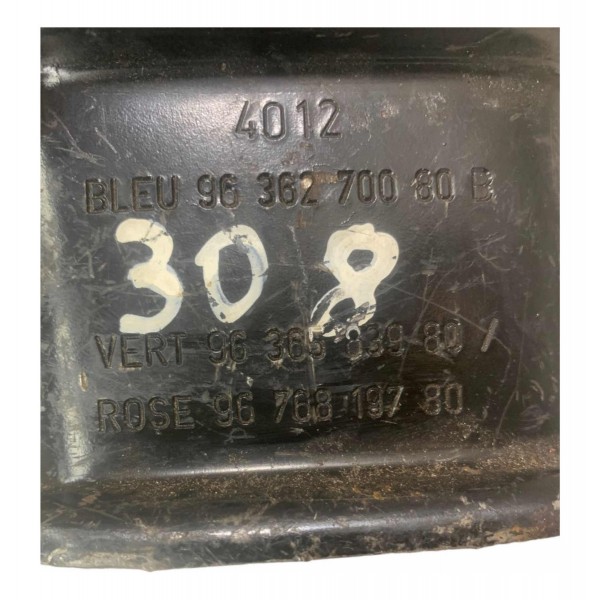 4012
BLEU 96 362 700 80 B
308
VERT 96 365 839 80 /
ROSE 96 768 197 80